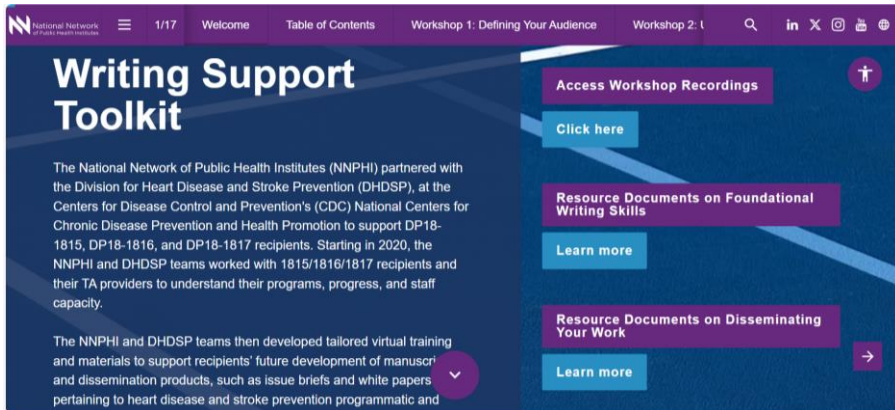 National Network
of Public Health Institutes
1/17
Welcome
Table of Contents
Workshop 1: Defining Your Audience
Workshop 2:
Writing Support
Toolkit
The National Network of Public Health Institutes (NNPHI) partnered with
the Division for Heart Disease and Stroke Prevention (DHDSP), at the
Centers for Disease Control and Prevention's (CDC) National Centers for
Chronic Disease Prevention and Health Promotion to support DP18-
1815, DP18-1816, and DP18-1817 recipients. Starting in 2020, the
NNPHI and DHDSP teams worked with 1815/1816/1817 recipients and
their TA providers to understand their programs, progress, and staff
capacity.
The NNPHI and DHDSP teams then developed tailored virtual training
and materials to support recipients' future development of
and dissemination products, such as issue briefs and white papers
pertaining to heart disease and stroke prevention programmatic and
Access Workshop Recordings
Click here
Resource Documents on Foundational
Writing Skills
Learn more
Resource Documents on Disseminating
Your Work
Learn more